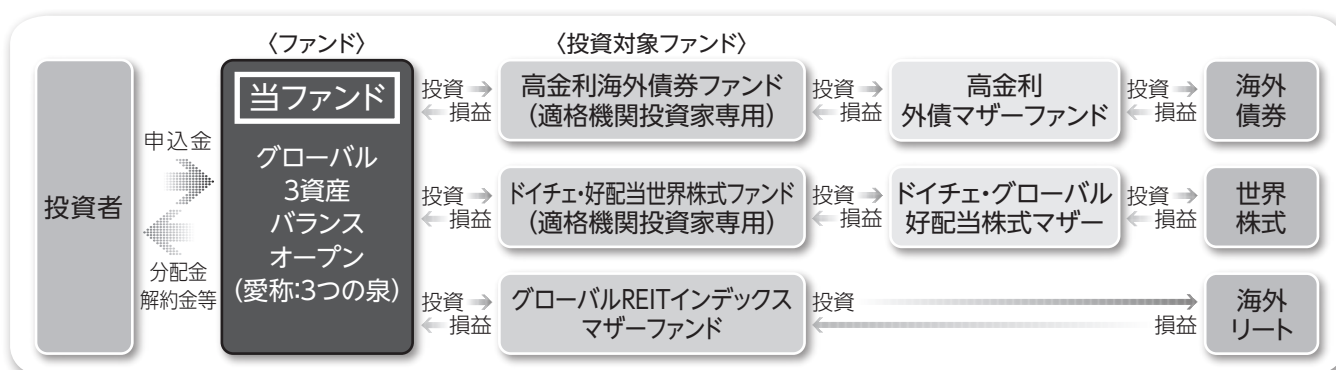 〈ファンド〉
〈投資対象ファンド〉
投資者
申込金
分配金
解約金等
当ファンド
グローバル
3資産
バランス
オープン
(愛称:3つの泉)
投資
損益
高金利海外債券ファンド
(適格機関投資家専用)
投資
損益
高金利
外債マザーファンド
投資
損益
海外
債券
投資
損益
ドイチェ・好配当世界株式ファンド
(適格機関投資家専用)
投資
損益
ドイチェ・グローバル
好配当株式マザー
投資
損益
世界
株式
投資
損益
グローバルREITインデックス
マザーファンド
投資
損益
海外
リート